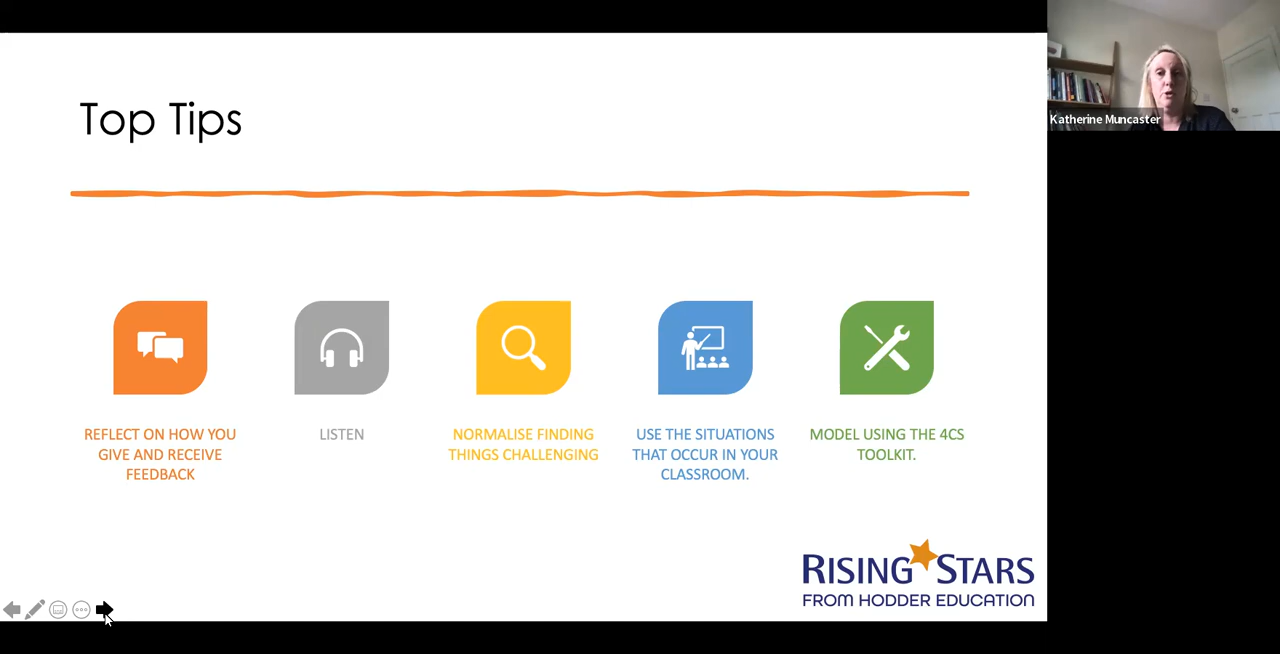 Top Tips
Katherine Muncaster
REFLECT ON HOW YOU
GIVE AND RECEIVE
FEEDBACK
LISTEN
NORMALISE FINDING
THINGS CHALLENGING
USE THE SITUATIONS
THAT OCCUR IN YOUR
CLASSROOM.
MODEL USING THE 4CS
TOOLKIT.
RISING STARS
FROM HODDER EDUCATION